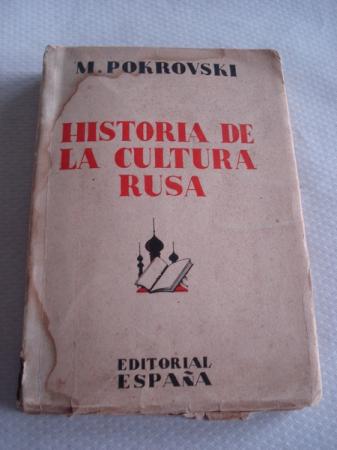 M. POKROVSKI
HISTORIA DE
LA CULTURA
RUSA
EDITORIAL
ESPAÑA